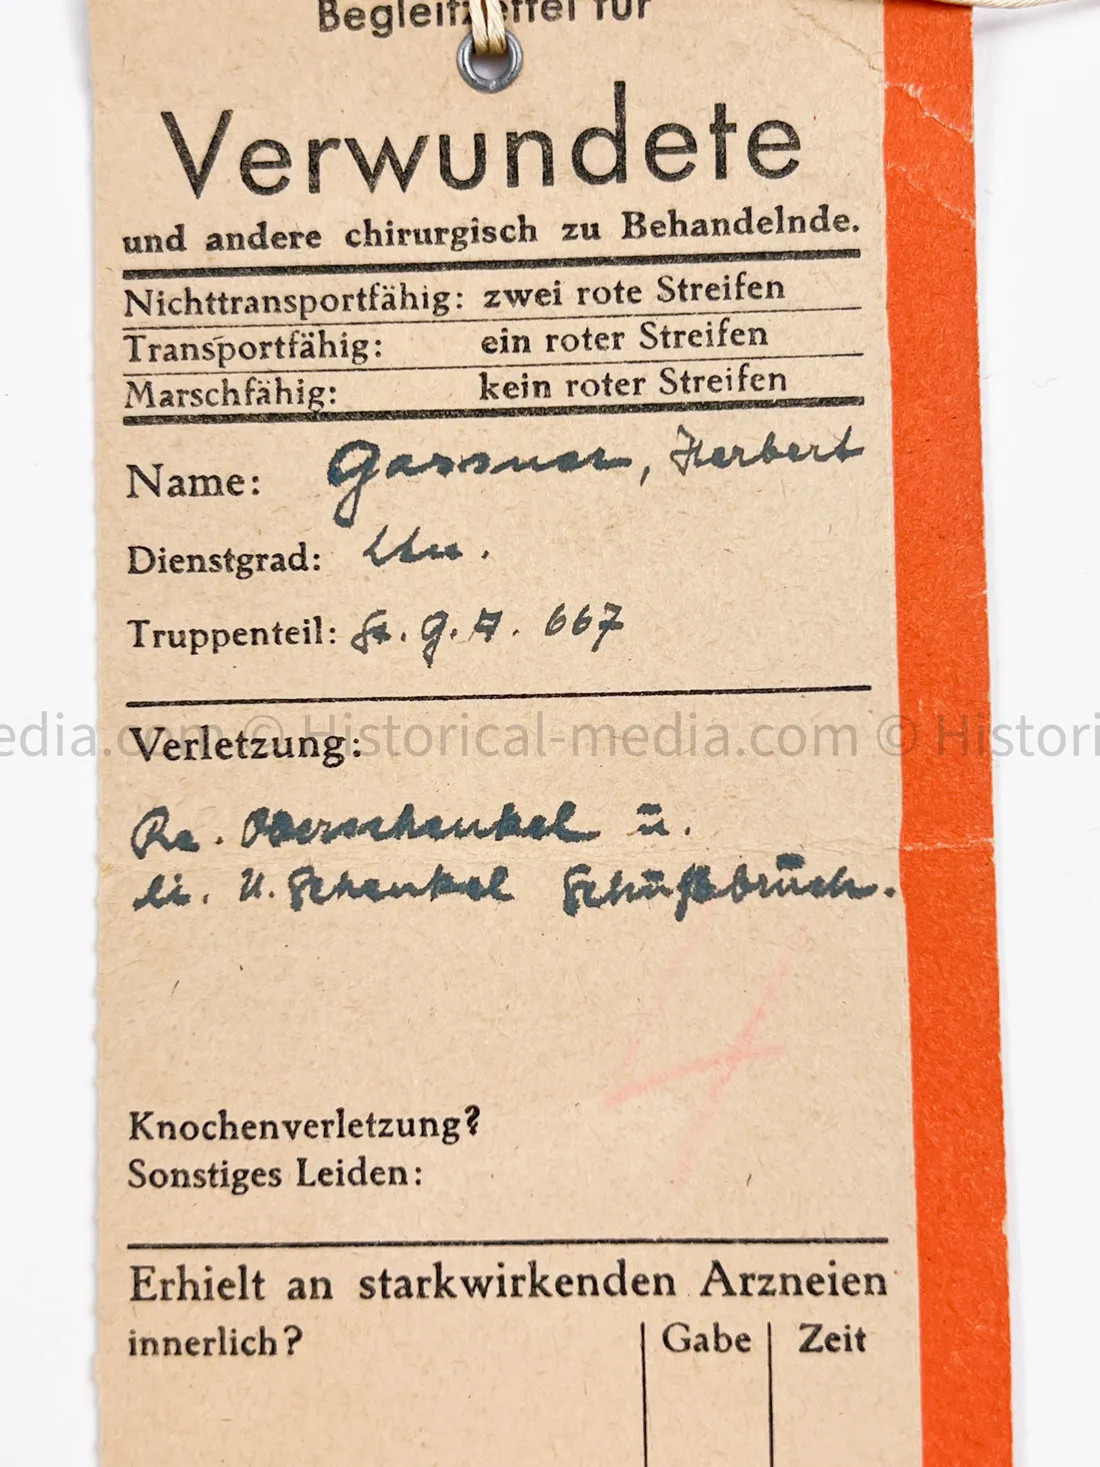 Begleitzettel für
Verwundete
und andere chirurgisch zu Behandelnde.
Nichttransportfähig: zwei rote Streifen
Transportfähig: ein roter Streifen
Marschfähig: kein roter Streifen
Name: Gassner, Herbert
Dienstgrad:
Truppenteil: G. 667
Verletzung:
edia.com © Historical-media.com © Histori
Re. Oberschenkel u.
li. U. Schenkel Schußbruch.
Knochenverletzung?
Sonstiges Leiden:
Erhielt an starkwirkenden Arzneien
innerlich? Gabe Zeit